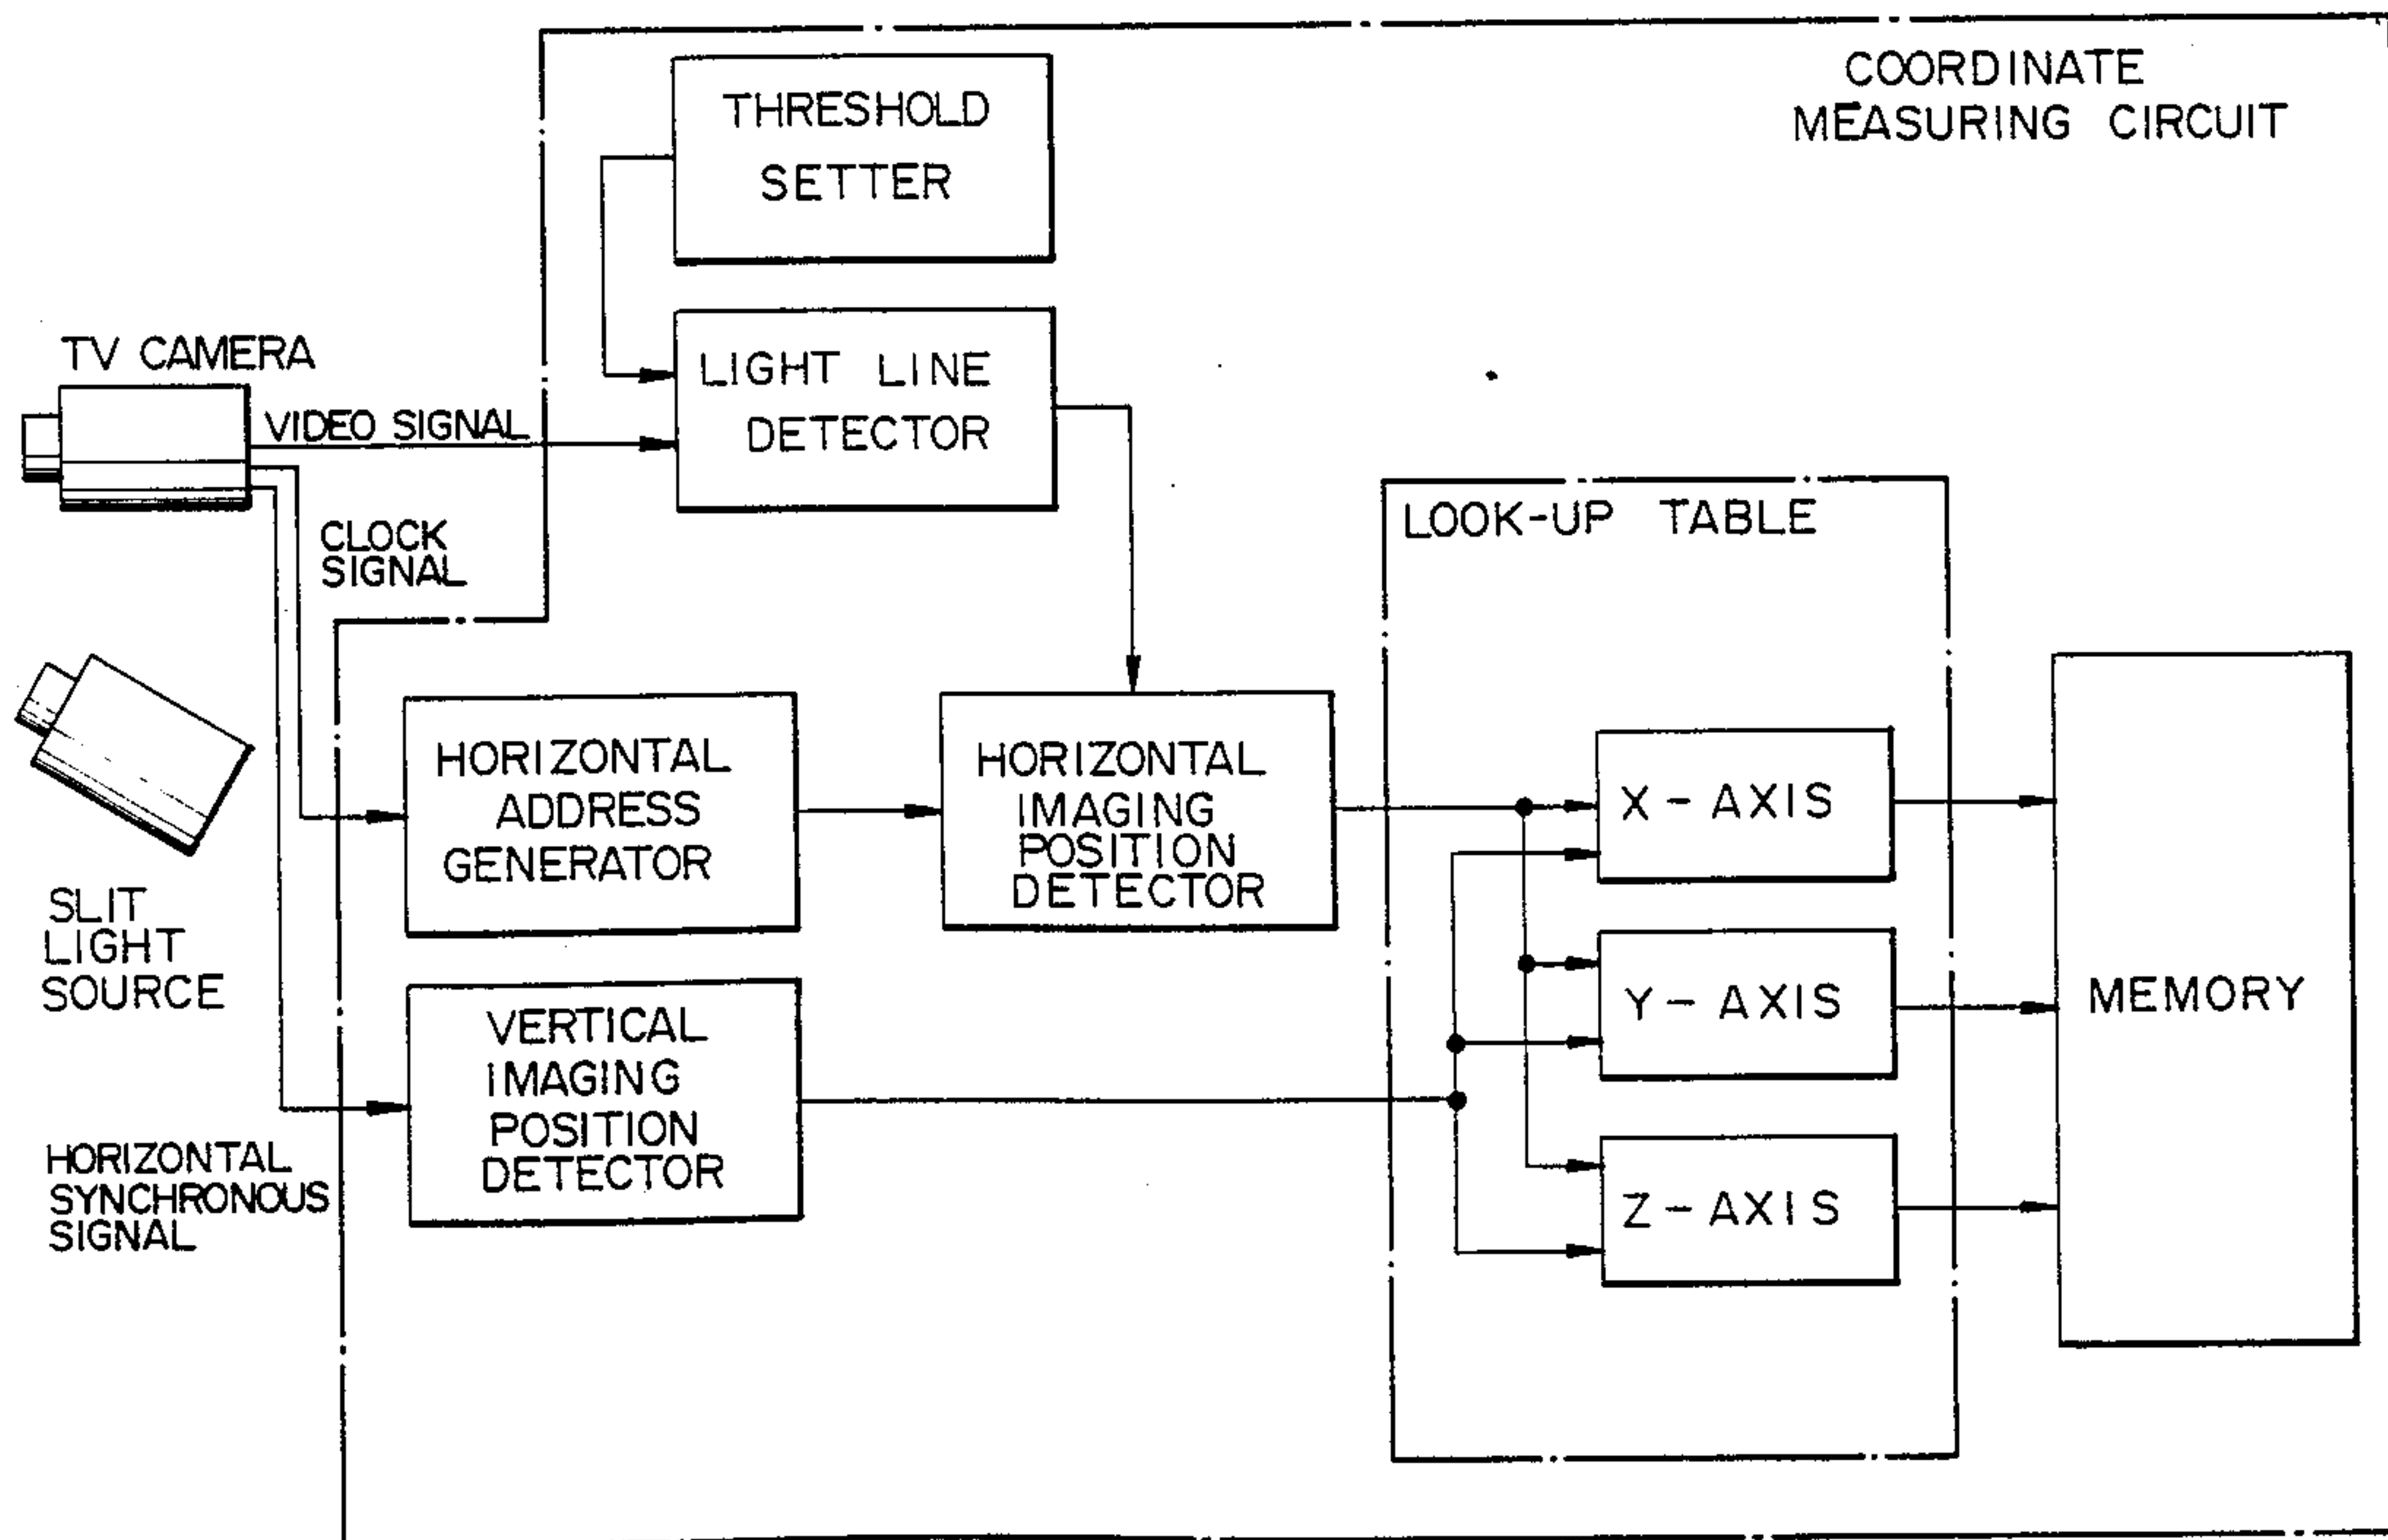 COORDINATE
MEASURING CIRCUIT
THRESHOLD
SETTER
TV CAMERA
VIDEO SIGNAL
LIGHT LINE
DETECTOR
CLOCK
SIGNAL
LOOK-UP TABLE
SLIT
LIGHT
SOURCE
HORIZONTAL
ADDRESS
GENERATOR
HORIZONTAL
IMAGING
POSITION
DETECTOR
X-AXIS
Y-AXIS
Z-AXIS
MEMORY
VERTICAL
IMAGING
POSITION
DETECTOR
HORIZONTAL
SYNCHRONOUS
SIGNAL